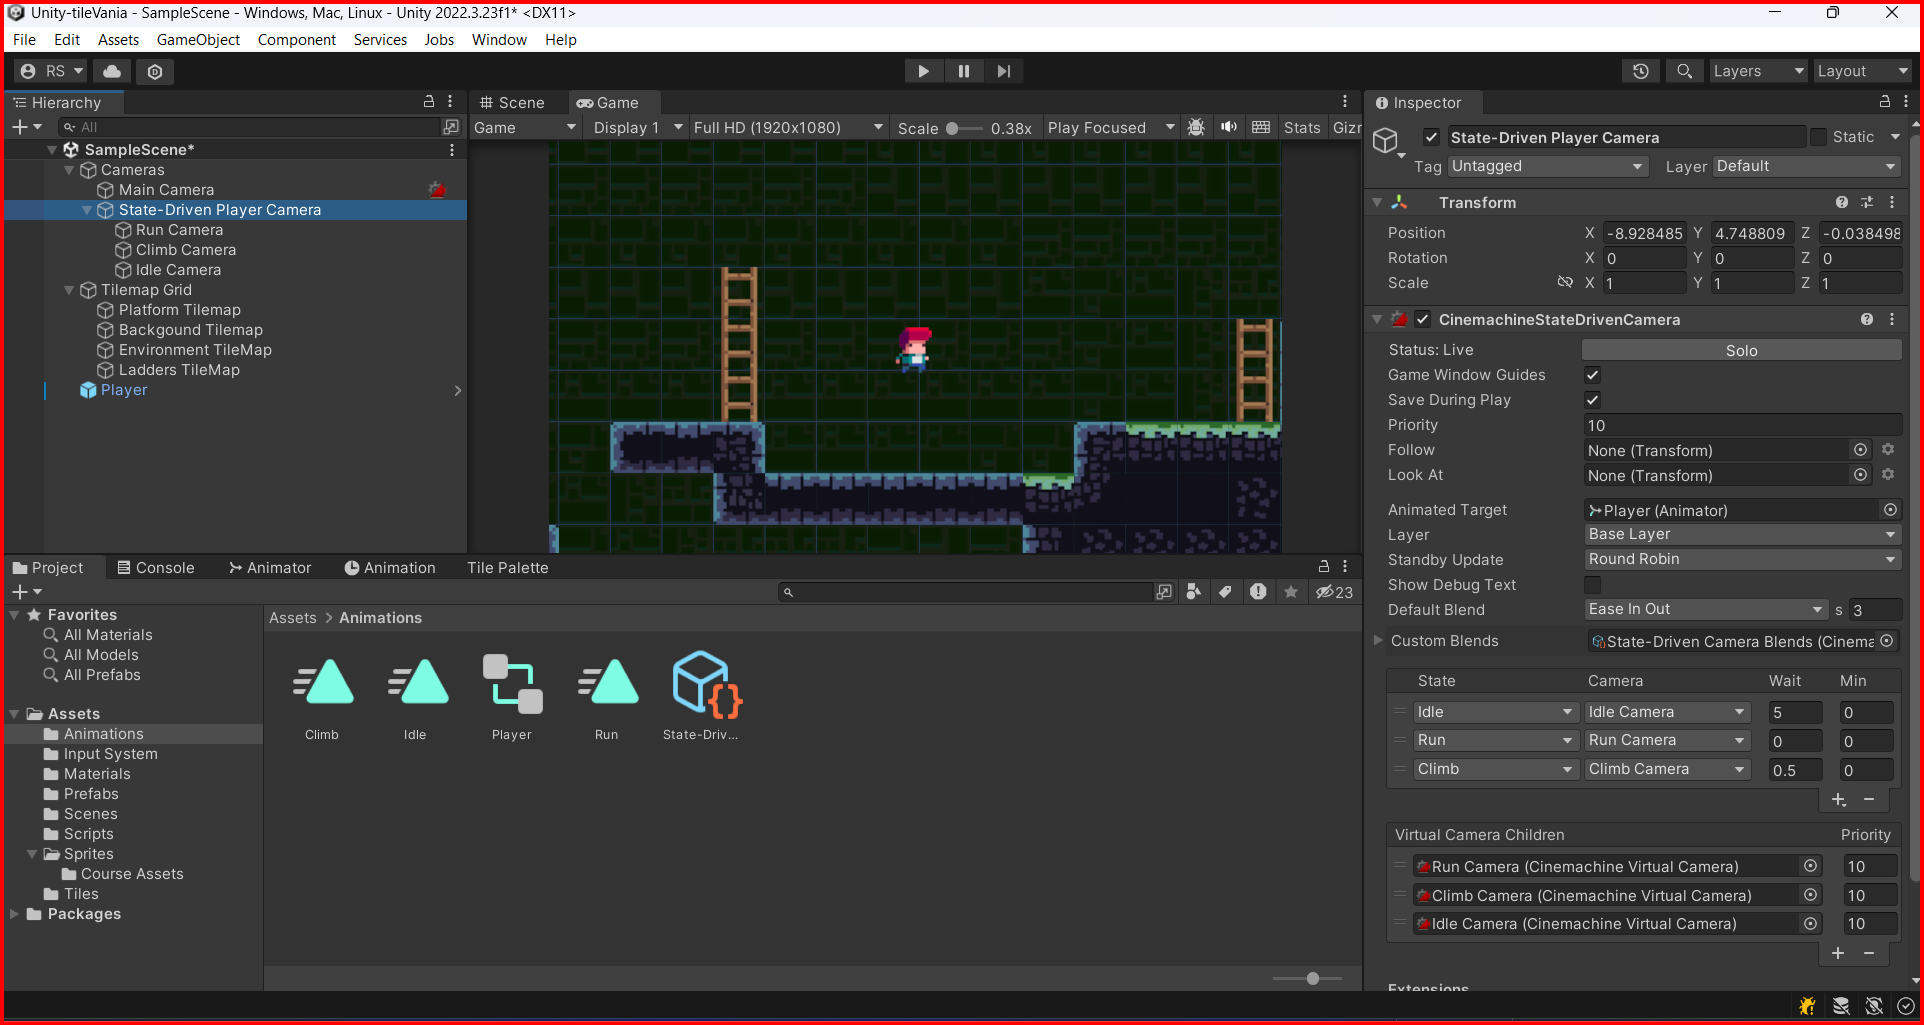 Unity-tileVania - SampleScene - Windows, Mac, Linux - Unity 2022.3.23f1* <DX11>
File Edit Assets GameObject Component Services Jobs Window Help
RS Layers Layout
Hierarchy
All
SampleScene*
Cameras
Main Camera
State-Driven Player Camera
Run Camera
Climb Camera
Idle Camera
Tilemap Grid
Platform Tilemap
Backgound Tilemap
Environment TileMap
Ladders TileMap
Player
Scene Game
Game Display 1 Full HD (1920x1080) Scale 0.38x Play Focused Stats Giz
Inspector
State-Driven Player Camera Static
Tag Untagged Layer Default
Transform
Position X -8.928485 Y 4.748809 Z -0.038498
Rotation X 0 Y 0 Z 0
Scale X 1 Y 1 Z 1
CinemachineStateDrivenCamera
Status: Live Solo
Game Window Guides
Save During Play
Priority 10
Follow None (Transform)
Look At None (Transform)
Animated Target Player (Animator)
Layer Base Layer
Standby Update Round Robin
Show Debug Text
Default Blend Ease In Out s 3
Custom Blends State-Driven Camera Blends (Cinema
State Camera Wait Min
Idle Idle Camera 5 0
Run Run Camera 0 0
Climb Climb Camera 0.5 0
Virtual Camera Children Priority
Run Camera (Cinemachine Virtual Camera) 10
Climb Camera (Cinemachine Virtual Camera) 10
Idle Camera (Cinemachine Virtual Camera) 10
Extensions
Project Console Animator Animation Tile Palette
23
Favorites
All Materials
All Models
All Prefabs
Assets
Animations
Input System
Materials
Prefabs
Scenes
Scripts
Sprites
Course Assets
Tiles
Packages
Assets > Animations
Climb Idle Player Run State-Driv...